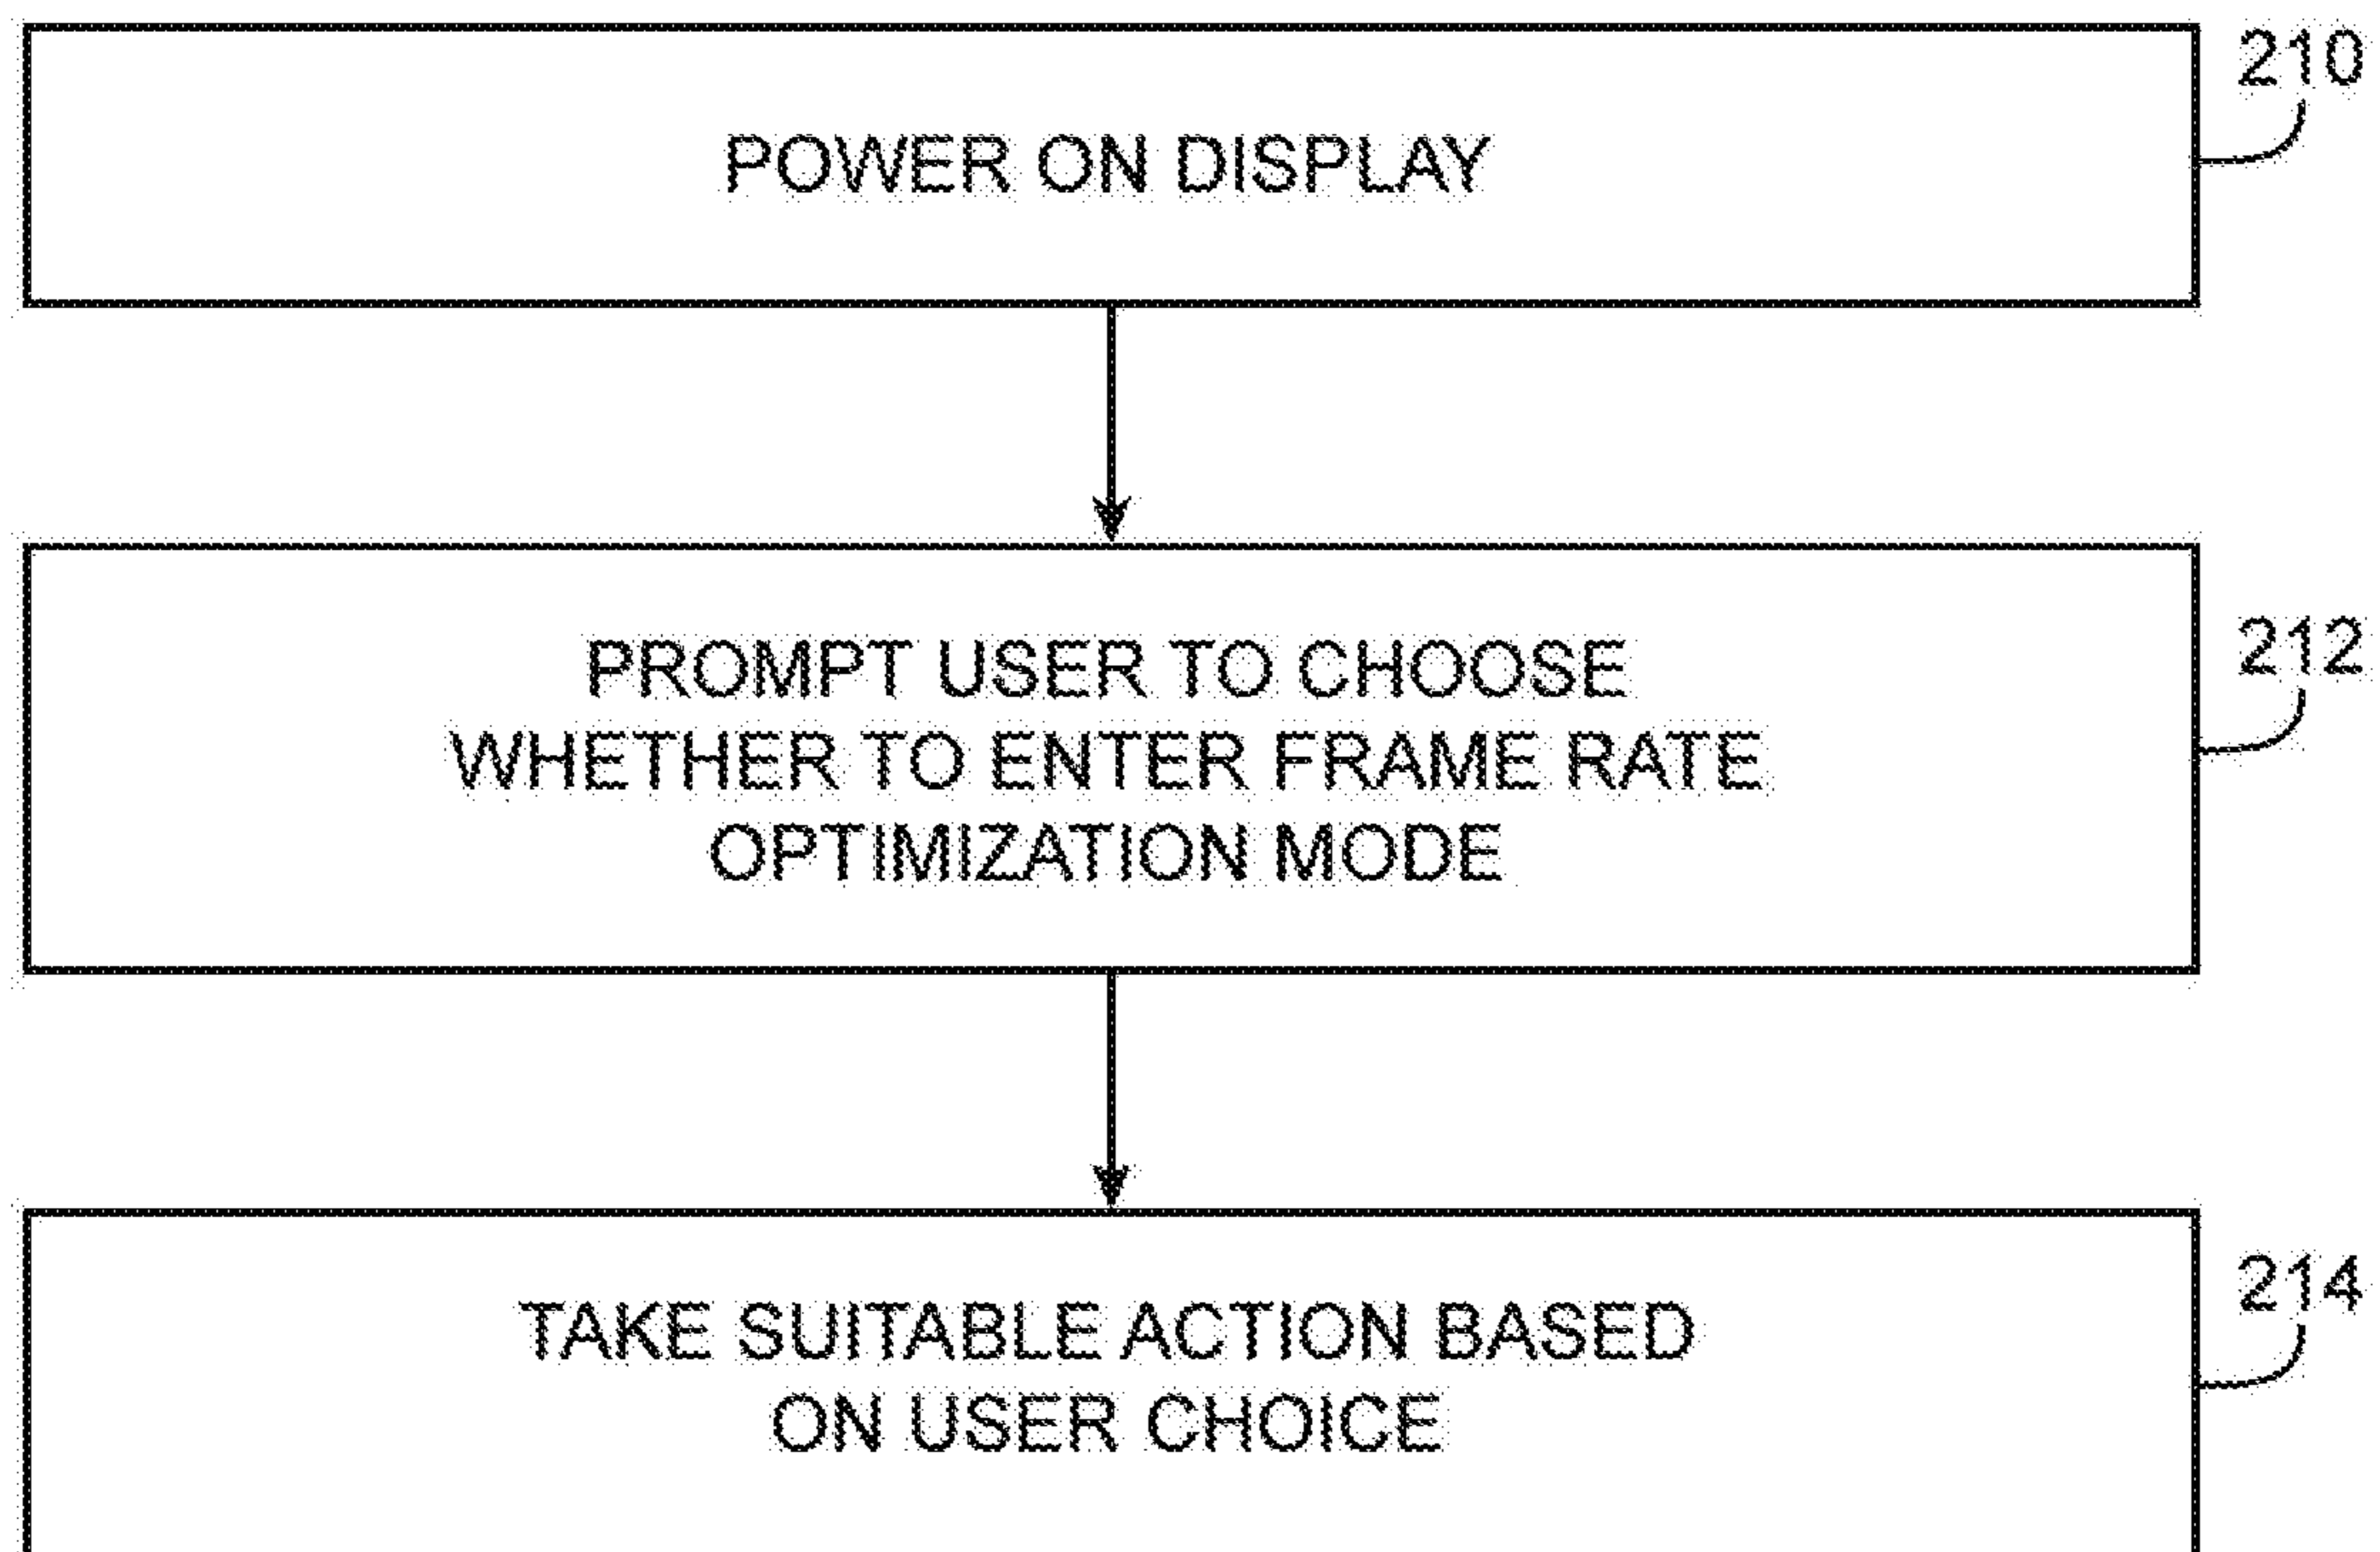 210
POWER ON DISPLAY
212
PROMPT USER TO CHOOSE
WHETHER TO ENTER FRAME RATE
OPTIMIZATION MODE
214
TAKE SUITABLE ACTION BASED
ON USER CHOICE